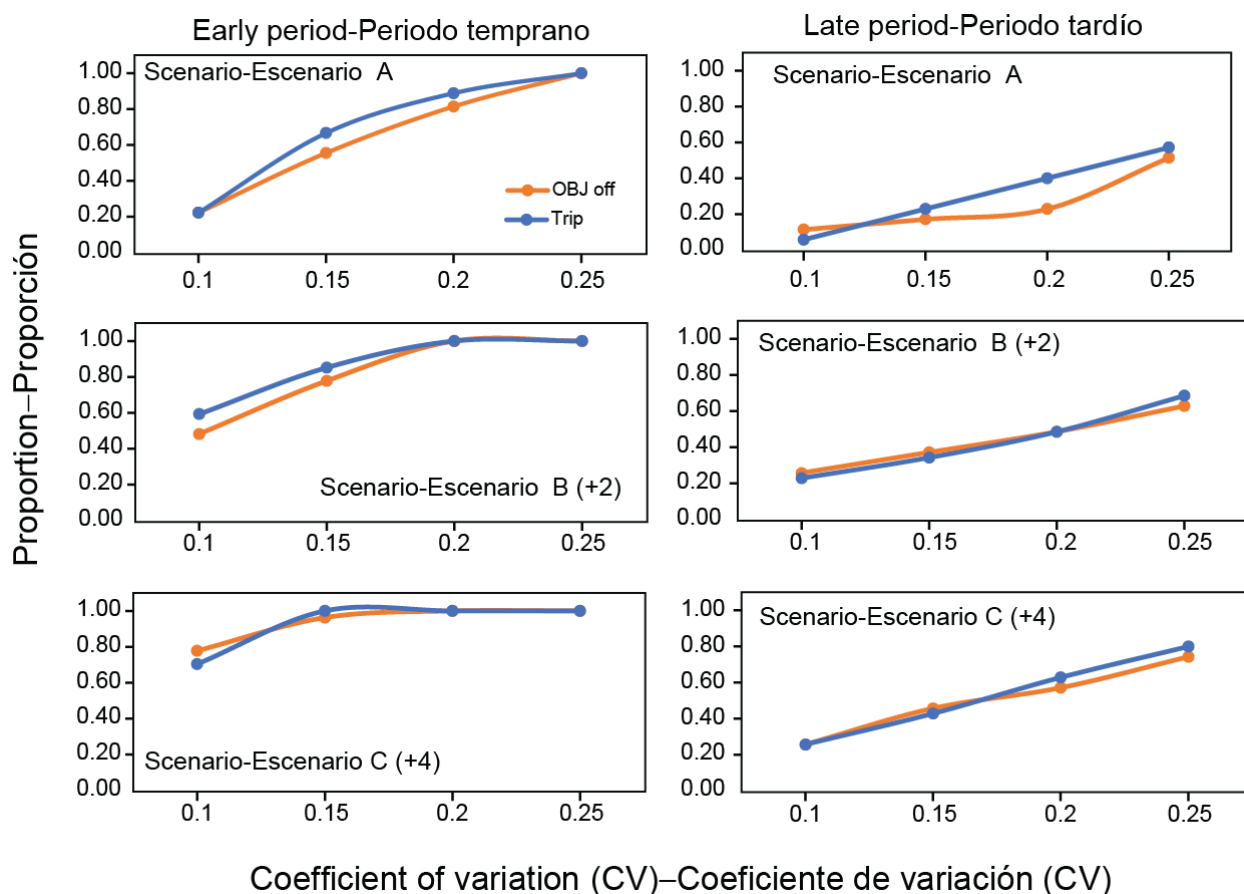 Early period-Periodo temprano
Late period-Periodo tardío
Proportion–Proporción
Scenario-Escenario A
1.00
0.80
0.60
0.40
0.20
0.00
OBJ off
Trip
0.1 0.15 0.2 0.25
Scenario-Escenario A
1.00
0.80
0.60
0.40
0.20
0.00
0.1 0.15 0.2 0.25
1.00
0.80
0.60
0.40
0.20
0.00
Scenario-Escenario B (+2)
0.1 0.15 0.2 0.25
Scenario-Escenario B (+2)
1.00
0.80
0.60
0.40
0.20
0.00
0.1 0.15 0.2 0.25
1.00
0.80
0.60
0.40
0.20
0.00
Scenario-Escenario C (+4)
0.1 0.15 0.2 0.25
Scenario-Escenario C (+4)
1.00
0.80
0.60
0.40
0.20
0.00
0.1 0.15 0.2 0.25
Coefficient of variation (CV)–Coeficiente de variación (CV)